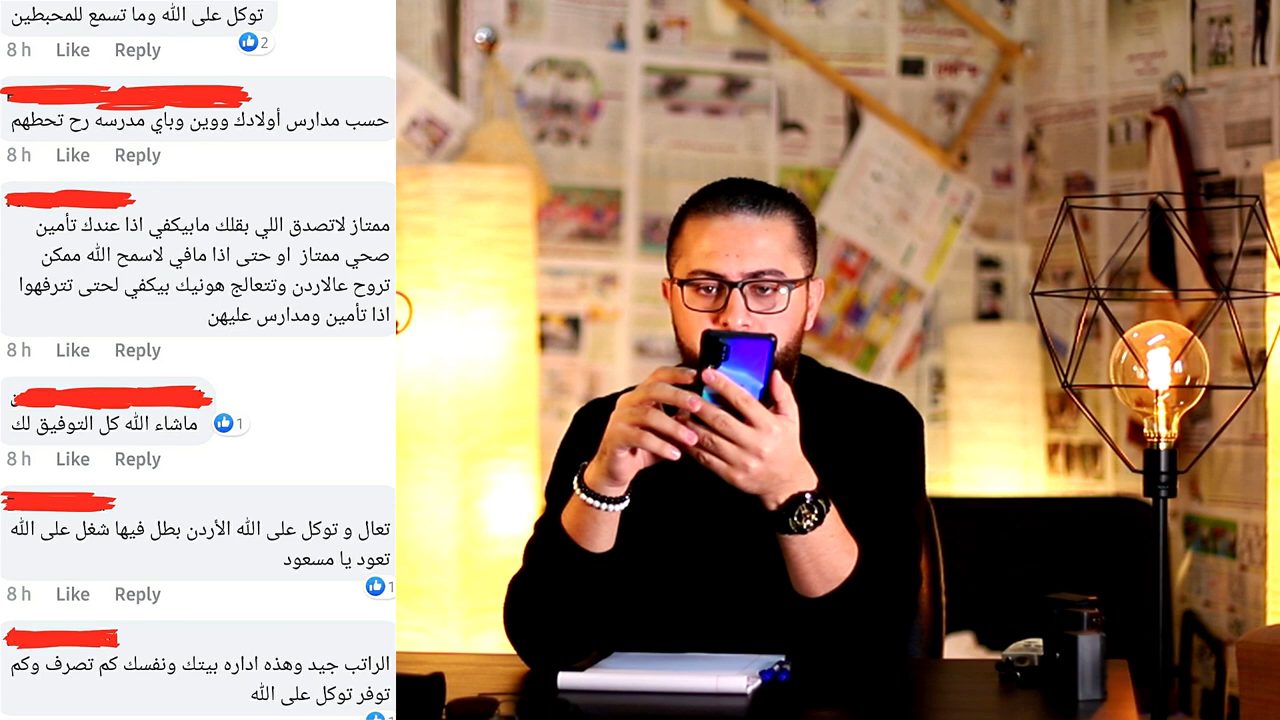 توكل على الله وما تسمع للمحبطين
8 h Like Reply 2
حسب مدارس أولادك ووين وباي مدرسه رح تحطهم
8 h Like Reply
ممتاز لاتصدق اللي بقلك مابيكفي اذا عندك تأمين
صحي ممتاز او حتى اذا مافي لاسمح الله ممكن
تروح عالاردن وتتعالج هونيك بيكفي لحتى تترفهوا
اذا تأمين ومدارس عليهن
8 h Like Reply
ماشاء الله كل التوفيق لك 1
8 h Like Reply
تعال و توكل على الله الأردن بطل فيها شغل على الله
تعود يا مسعود
8 h Like Reply 1
الراتب جيد وهذه اداره بيتك ونفسك كم تصرف وكم
توفر توكل على الله